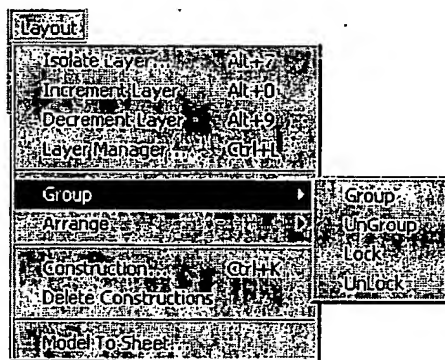 Layout
Isolate Layer Alt+7
Increment Layer Alt+0
Decrement Layer Alt+9
Layer Manager ... Ctrl+L
Group
Arrange
Construction... Ctrl+K
Delete Constructions
Model To Sheet...
Group
UnGroup
Lock
UnLock